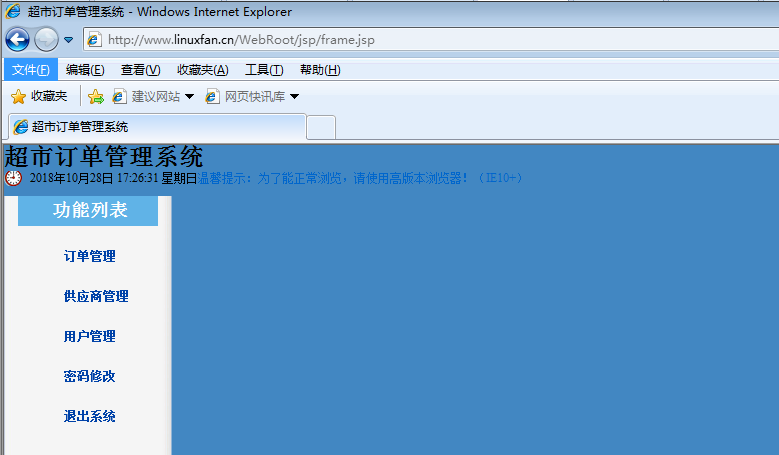 超市订单管理系统 - Windows Internet Explorer
http://www.linuxfan.cn/WebRoot/jsp/frame.jsp
文件(F) 编辑(E) 查看(V) 收藏夹(A) 工具(T) 帮助(H)
收藏夹 建议网站 网页快讯库
超市订单管理系统
超市订单管理系统
2018年10月28日 17:26:31 星期日温馨提示：为了能正常浏览，请使用高版本浏览器！（IE10+）
功能列表
订单管理
供应商管理
用户管理
密码修改
退出系统